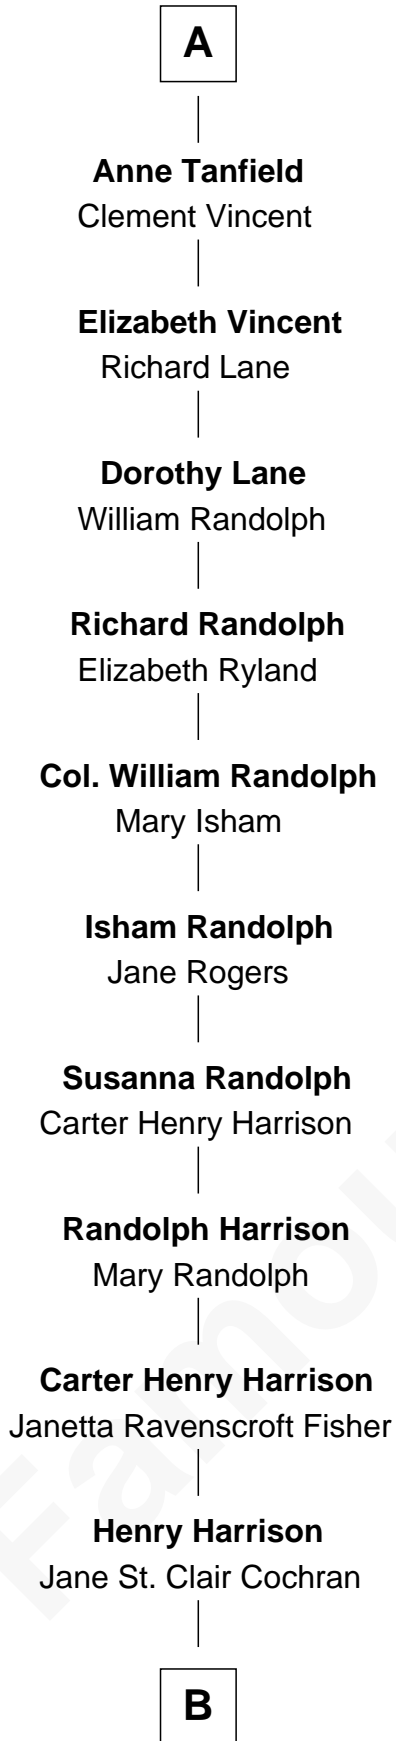 A
Anne Tanfield
Clement Vincent
Elizabeth Vincent
Richard Lane
Dorothy Lane
William Randolph
Richard Randolph
Elizabeth Ryland
Col. William Randolph
Mary Isham
Isham Randolph
Jane Rogers
Susanna Randolph
Carter Henry Harrison
Randolph Harrison
Mary Randolph
Carter Henry Harrison
Janetta Ravenscroft Fisher
Henry Harrison
Jane St. Clair Cochran
B